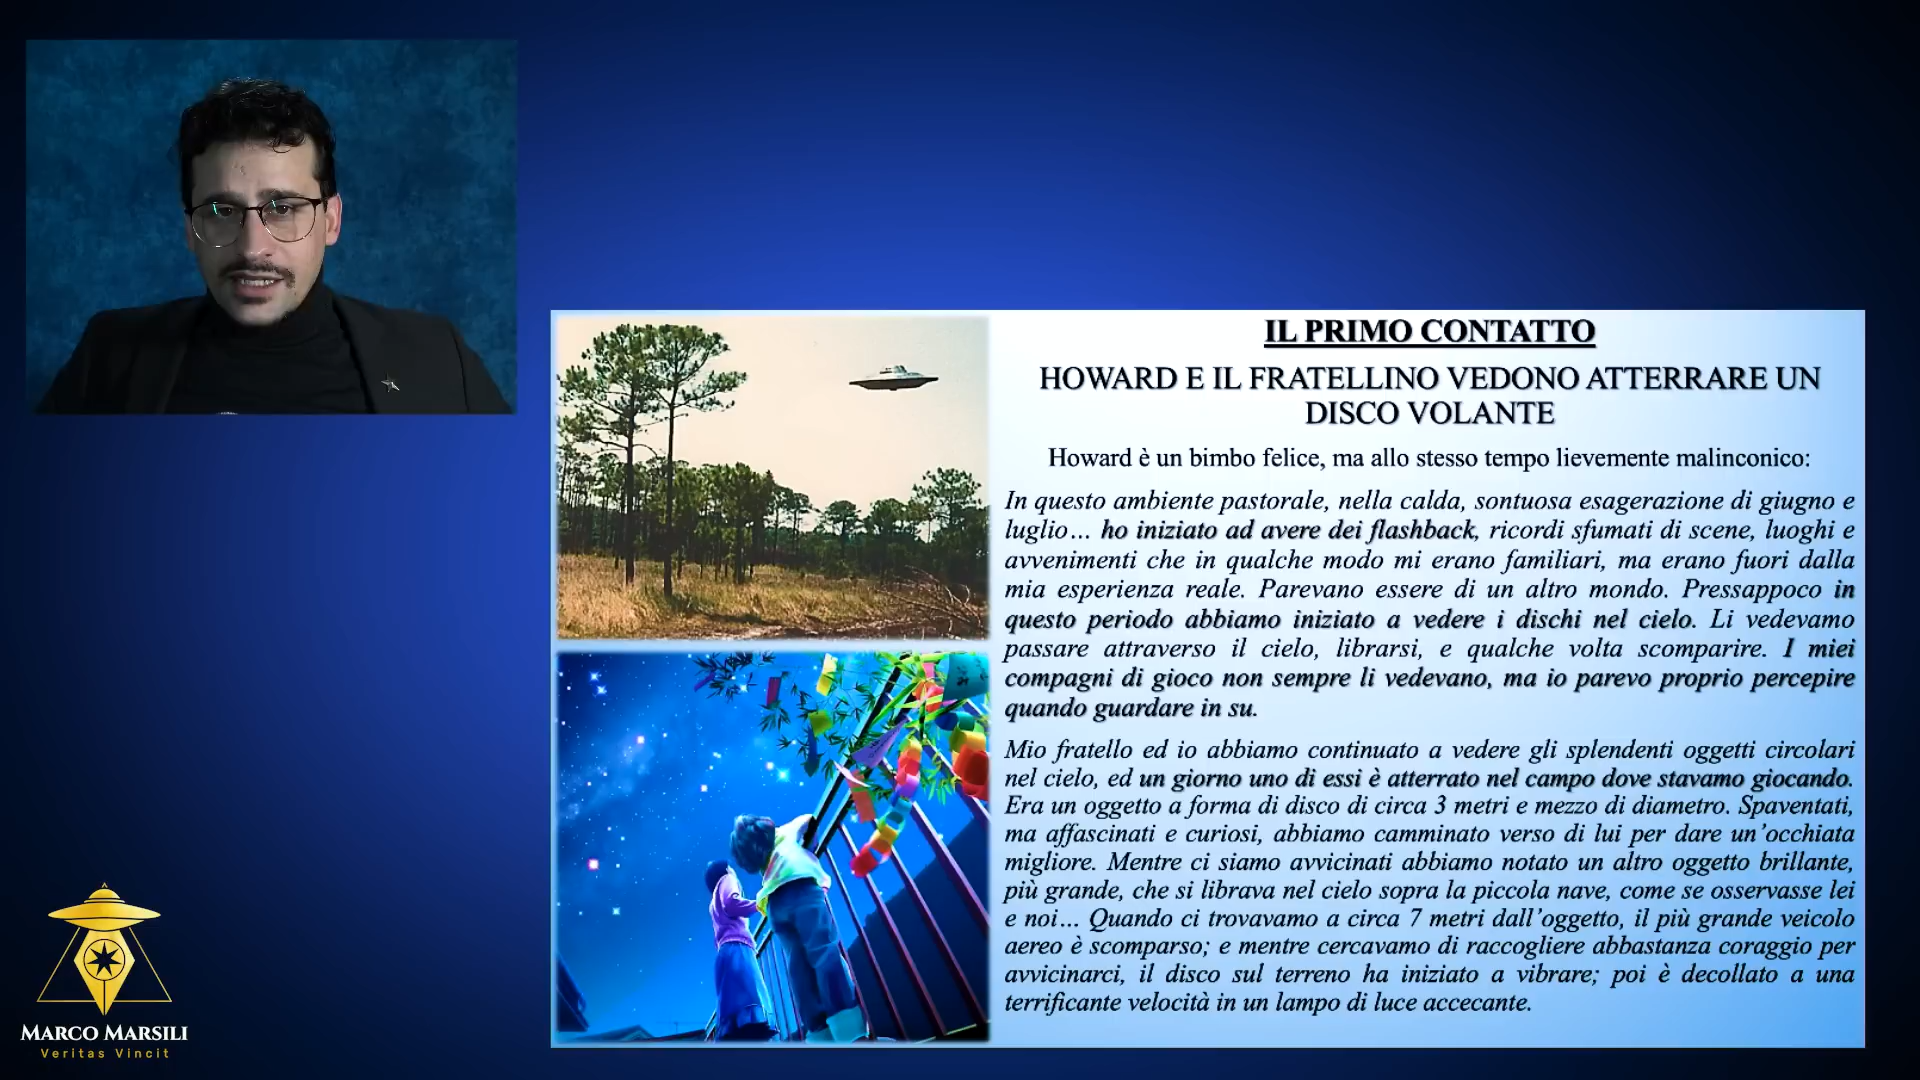 IL PRIMO CONTATTO
HOWARD E IL FRATELLINO VEDONO ATTERRARE UN
DISCO VOLANTE
Howard è un bimbo felice, ma allo stesso tempo lievemente malinconico:
In questo ambiente pastorale, nella calda, sontuosa esagerazione di giugno e
luglio… ho iniziato ad avere dei flashback, ricordi sfumati di scene, luoghi e
avvenimenti che in qualche modo mi erano familiari, ma erano fuori dalla
mia esperienza reale. Parevano essere di un altro mondo. Pressappoco in
questo periodo abbiamo iniziato a vedere i dischi nel cielo. Li vedevamo
passare attraverso il cielo, librarsi, e qualche volta scomparire. I miei
compagni di gioco non sempre li vedevano, ma io parevo proprio percepire
quando guardare in su.
Mio fratello ed io abbiamo continuato a vedere gli splendenti oggetti circolari
nel cielo, ed un giorno uno di essi è atterrato nel campo dove stavamo giocando.
Era un oggetto a forma di disco di circa 3 metri e mezzo di diametro. Spaventati,
ma affascinati e curiosi, abbiamo camminato verso di lui per dare un’occhiata
migliore. Mentre ci siamo avvicinati abbiamo notato un altro oggetto brillante,
più grande, che si librava nel cielo sopra la piccola nave, come se osservasse lei
e noi… Quando ci trovavamo a circa 7 metri dall’oggetto, il più grande veicolo
aereo è scomparso; e mentre cercavamo di raccogliere abbastanza coraggio per
avvicinarci, il disco sul terreno ha iniziato a vibrare; poi è decollato a una
terrificante velocità in un lampo di luce accecante.
MARCO MARSILI
Veritas Vincit